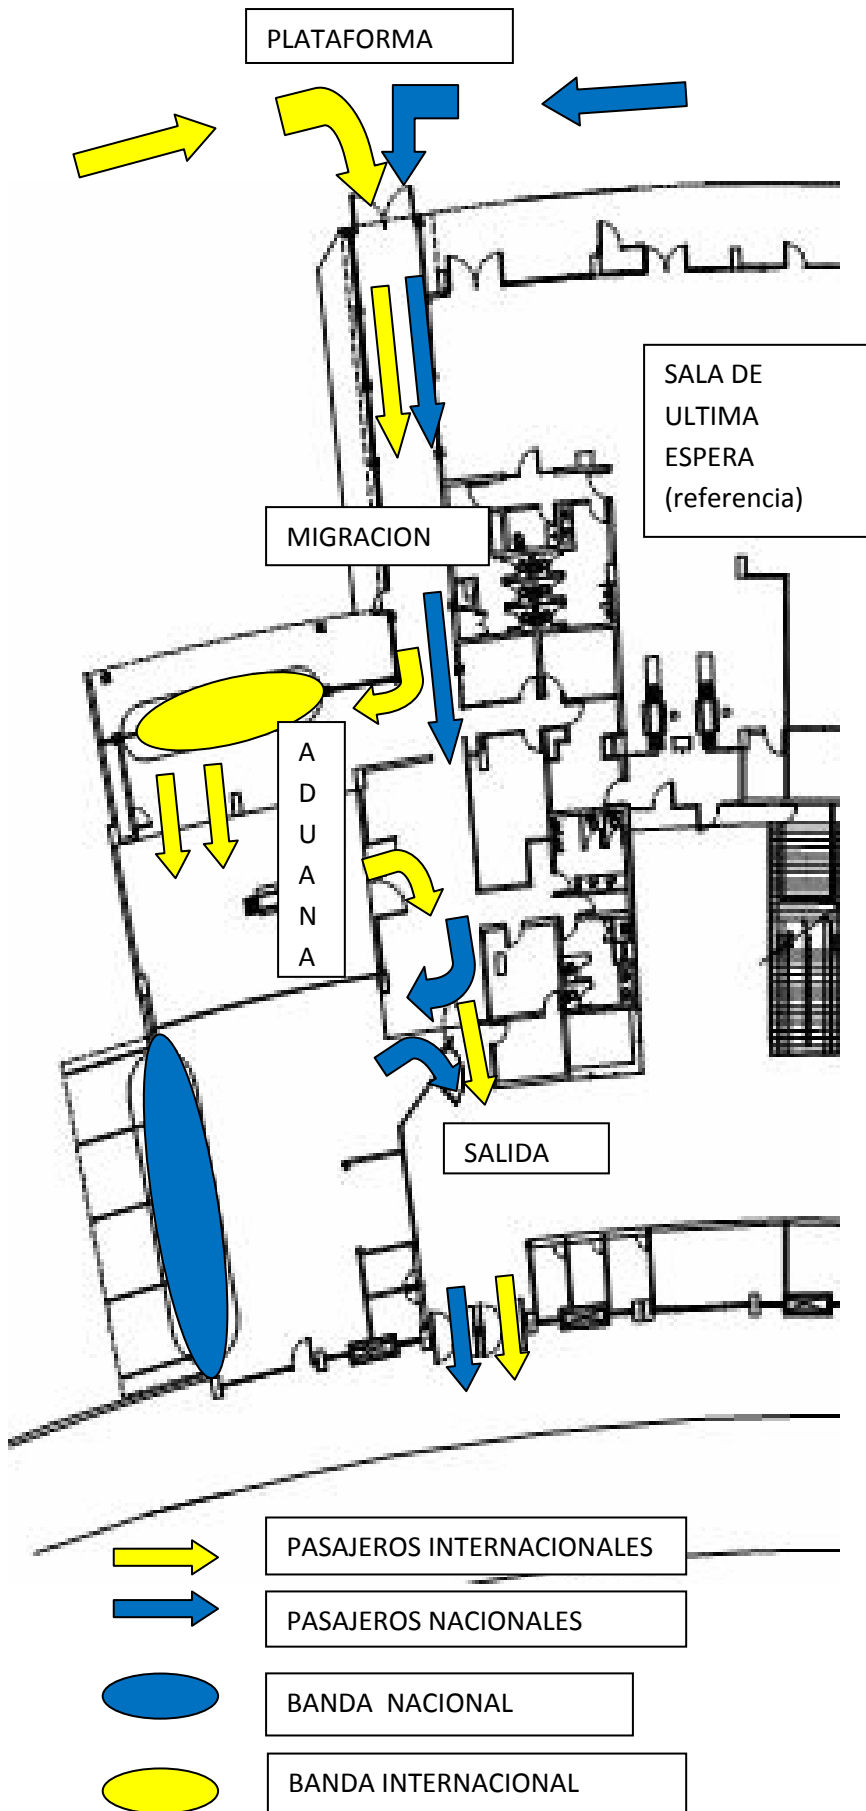 PLATAFORMA
SALA DE
ULTIMA
ESPERA
(referencia)
MIGRACION
A
D
U
A
N
A
SALIDA
PASAJEROS INTERNACIONALES
PASAJEROS NACIONALES
BANDA  NACIONAL
BANDA INTERNACIONAL